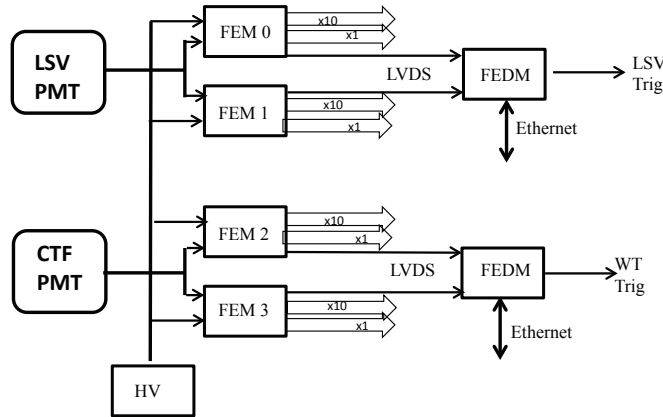 x10
FEM 0
x1
LSV
PMT
LVDS
FEDM
LSV
Trig
FEM 1
x10
x1
Ethernet
FEM 2
x10
x1
CTF
PMT
LVDS
FEDM
WT
Trig
FEM 3
x10
x1
Ethernet
HV